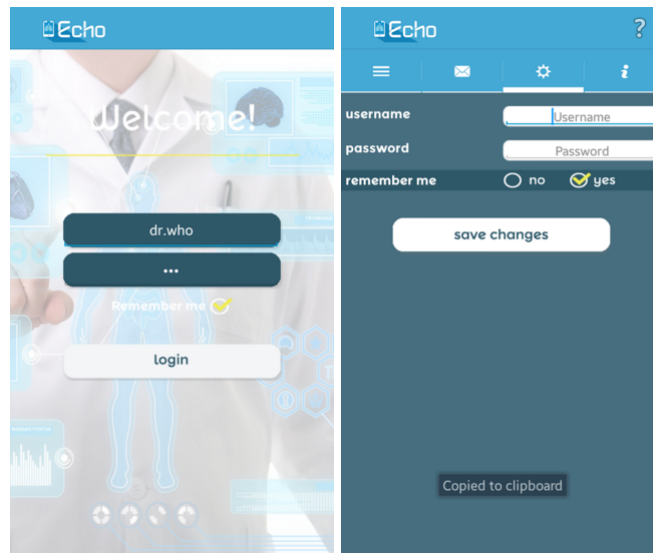 Echo
Welcome!
dr.who
•••
Remember me
login
Echo
?
i
username
Username
password
Password
remember me
no
yes
save changes
Copied to clipboard